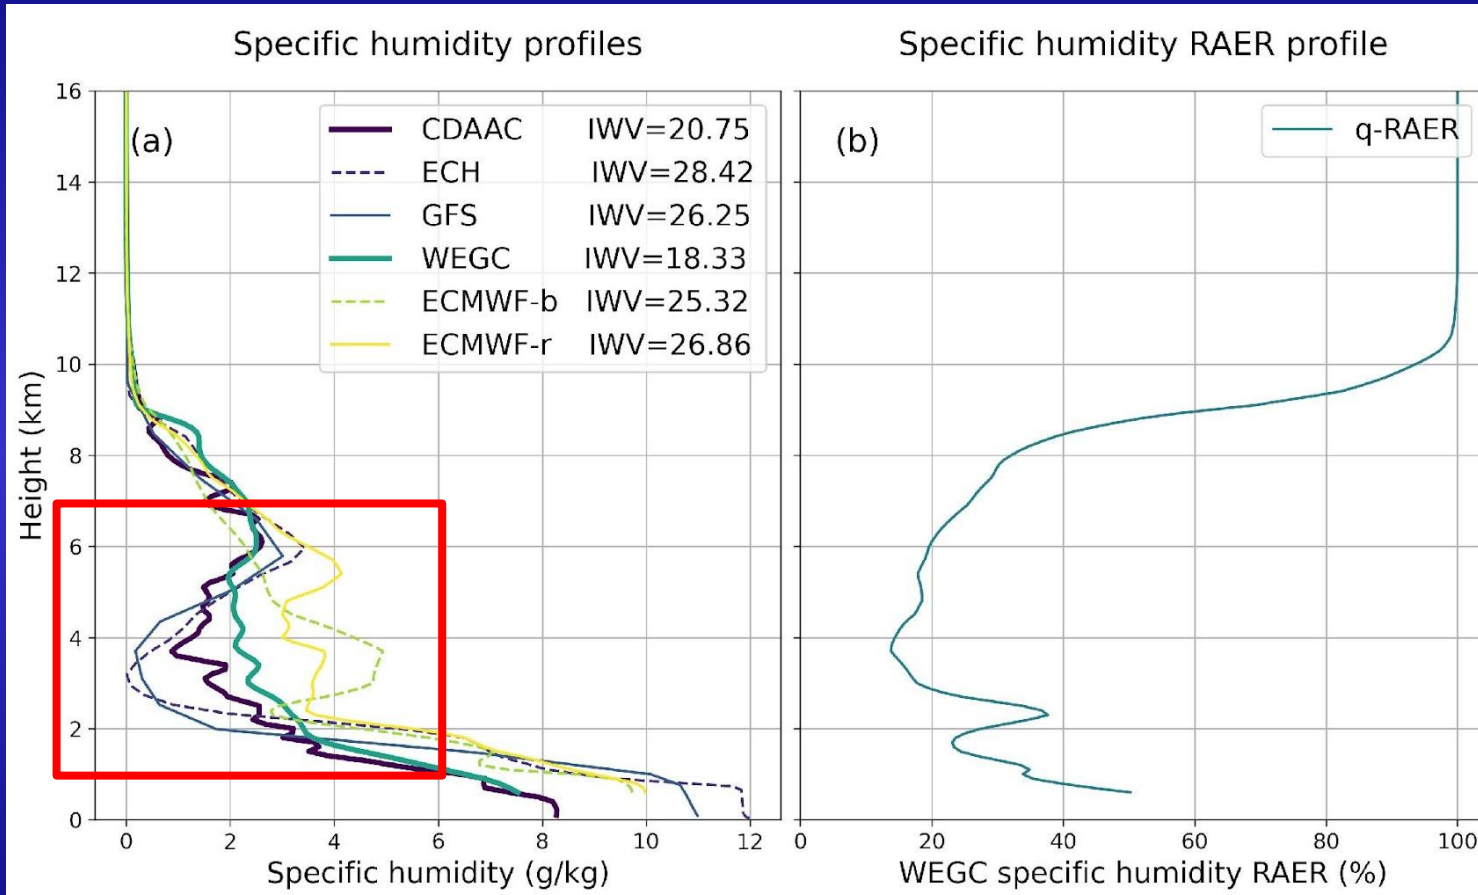 Specific humidity profiles
(a)
CDAAC IWV=20.75
ECH IWV=28.42
GFS IWV=26.25
WEGC IWV=18.33
ECMWF-b IWV=25.32
ECMWF-r IWV=26.86
Height (km)
16
14
12
10
8
6
4
2
0
0 2 4 6 8 10 12
Specific humidity (g/kg)
Specific humidity RAER profile
(b)
q-RAER
0 20 40 60 80 100
WEGC specific humidity RAER (%)